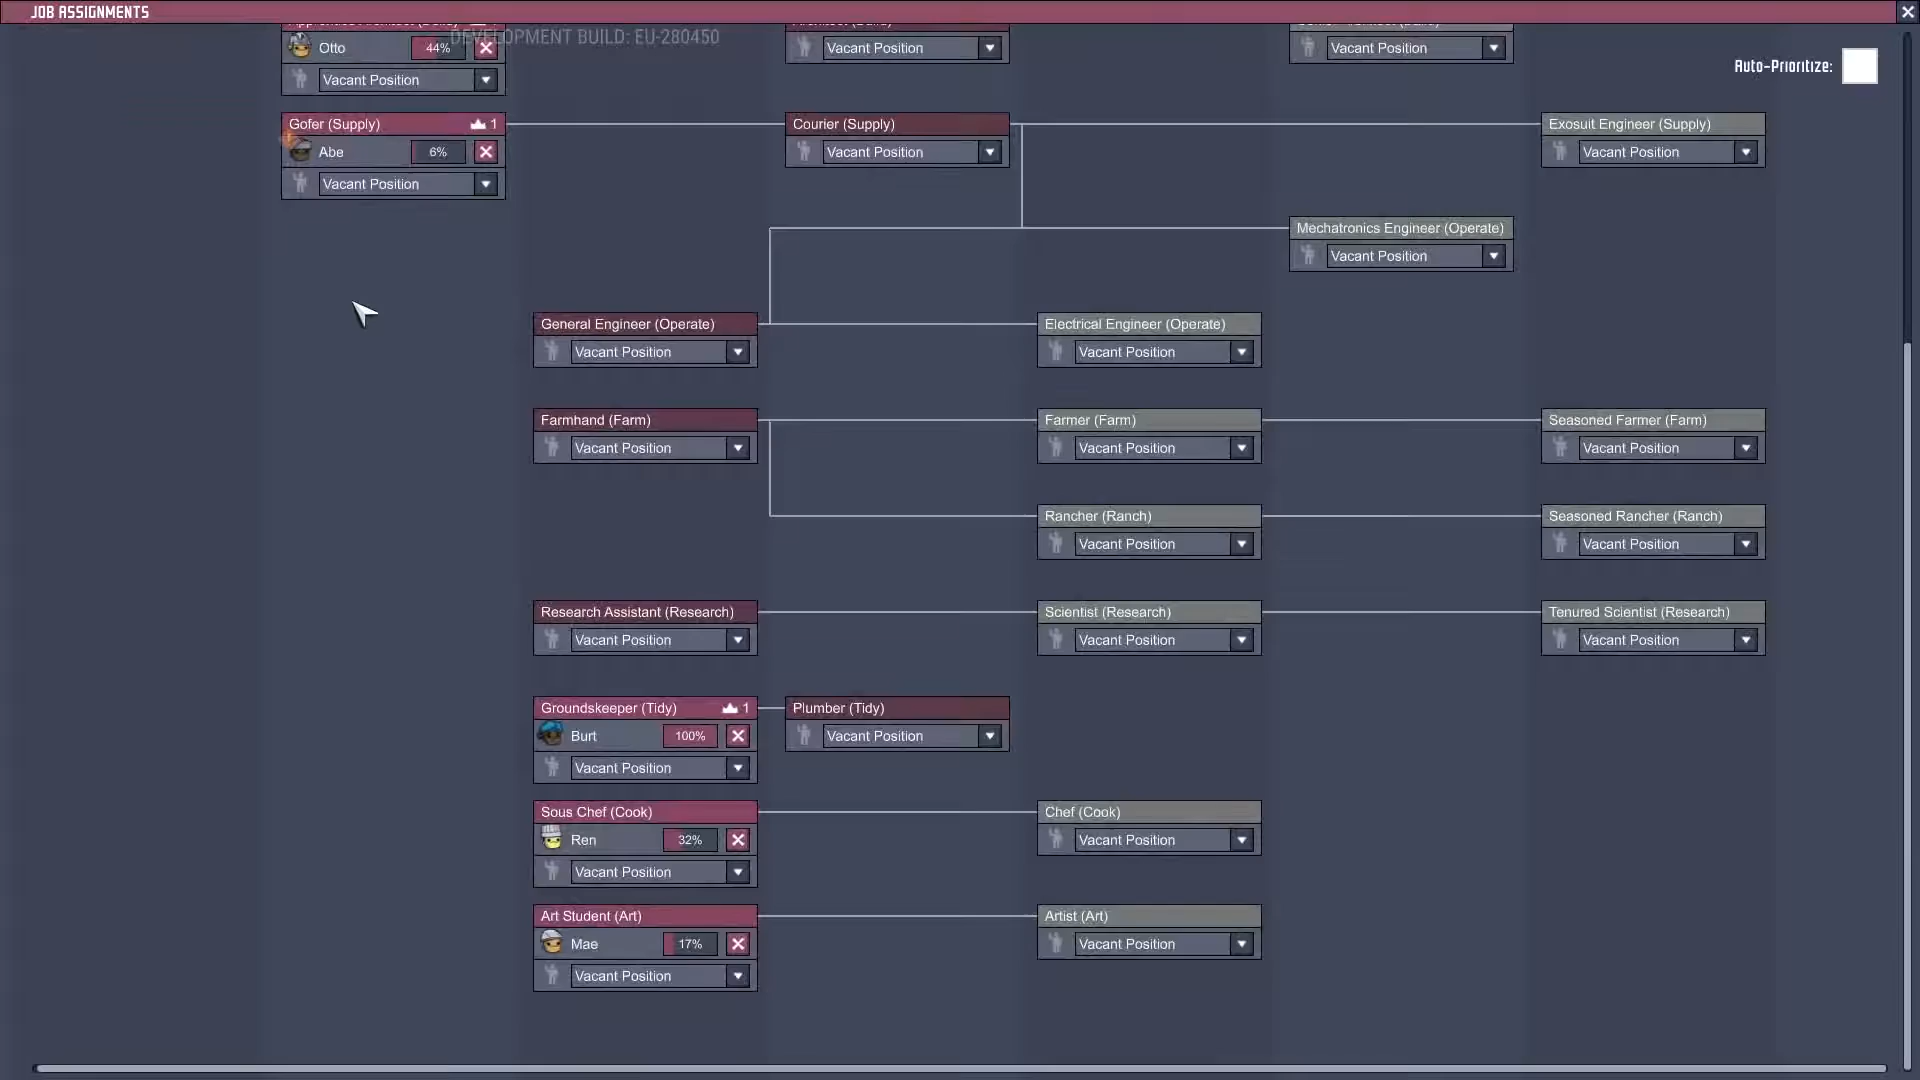 JOB ASSIGNMENTS
DEVELOPMENT BUILD: EU-280450
Otto 44%
Vacant Position
Vacant Position
Vacant Position
Auto-Prioritize:
Vacant Position
Gofer (Supply) 1
Courier (Supply)
Exosuit Engineer (Supply)
Abe 6%
Vacant Position
Vacant Position
Vacant Position
Mechatronics Engineer (Operate)
Vacant Position
General Engineer (Operate)
Electrical Engineer (Operate)
Vacant Position
Vacant Position
Farmhand (Farm)
Farmer (Farm)
Seasoned Farmer (Farm)
Vacant Position
Vacant Position
Vacant Position
Rancher (Ranch)
Seasoned Rancher (Ranch)
Vacant Position
Vacant Position
Research Assistant (Research)
Scientist (Research)
Tenured Scientist (Research)
Vacant Position
Vacant Position
Vacant Position
Groundskeeper (Tidy) 1
Plumber (Tidy)
Burt 100%
Vacant Position
Vacant Position
Sous Chef (Cook)
Chef (Cook)
Ren 32%
Vacant Position
Vacant Position
Art Student (Art)
Artist (Art)
Mae 17%
Vacant Position
Vacant Position